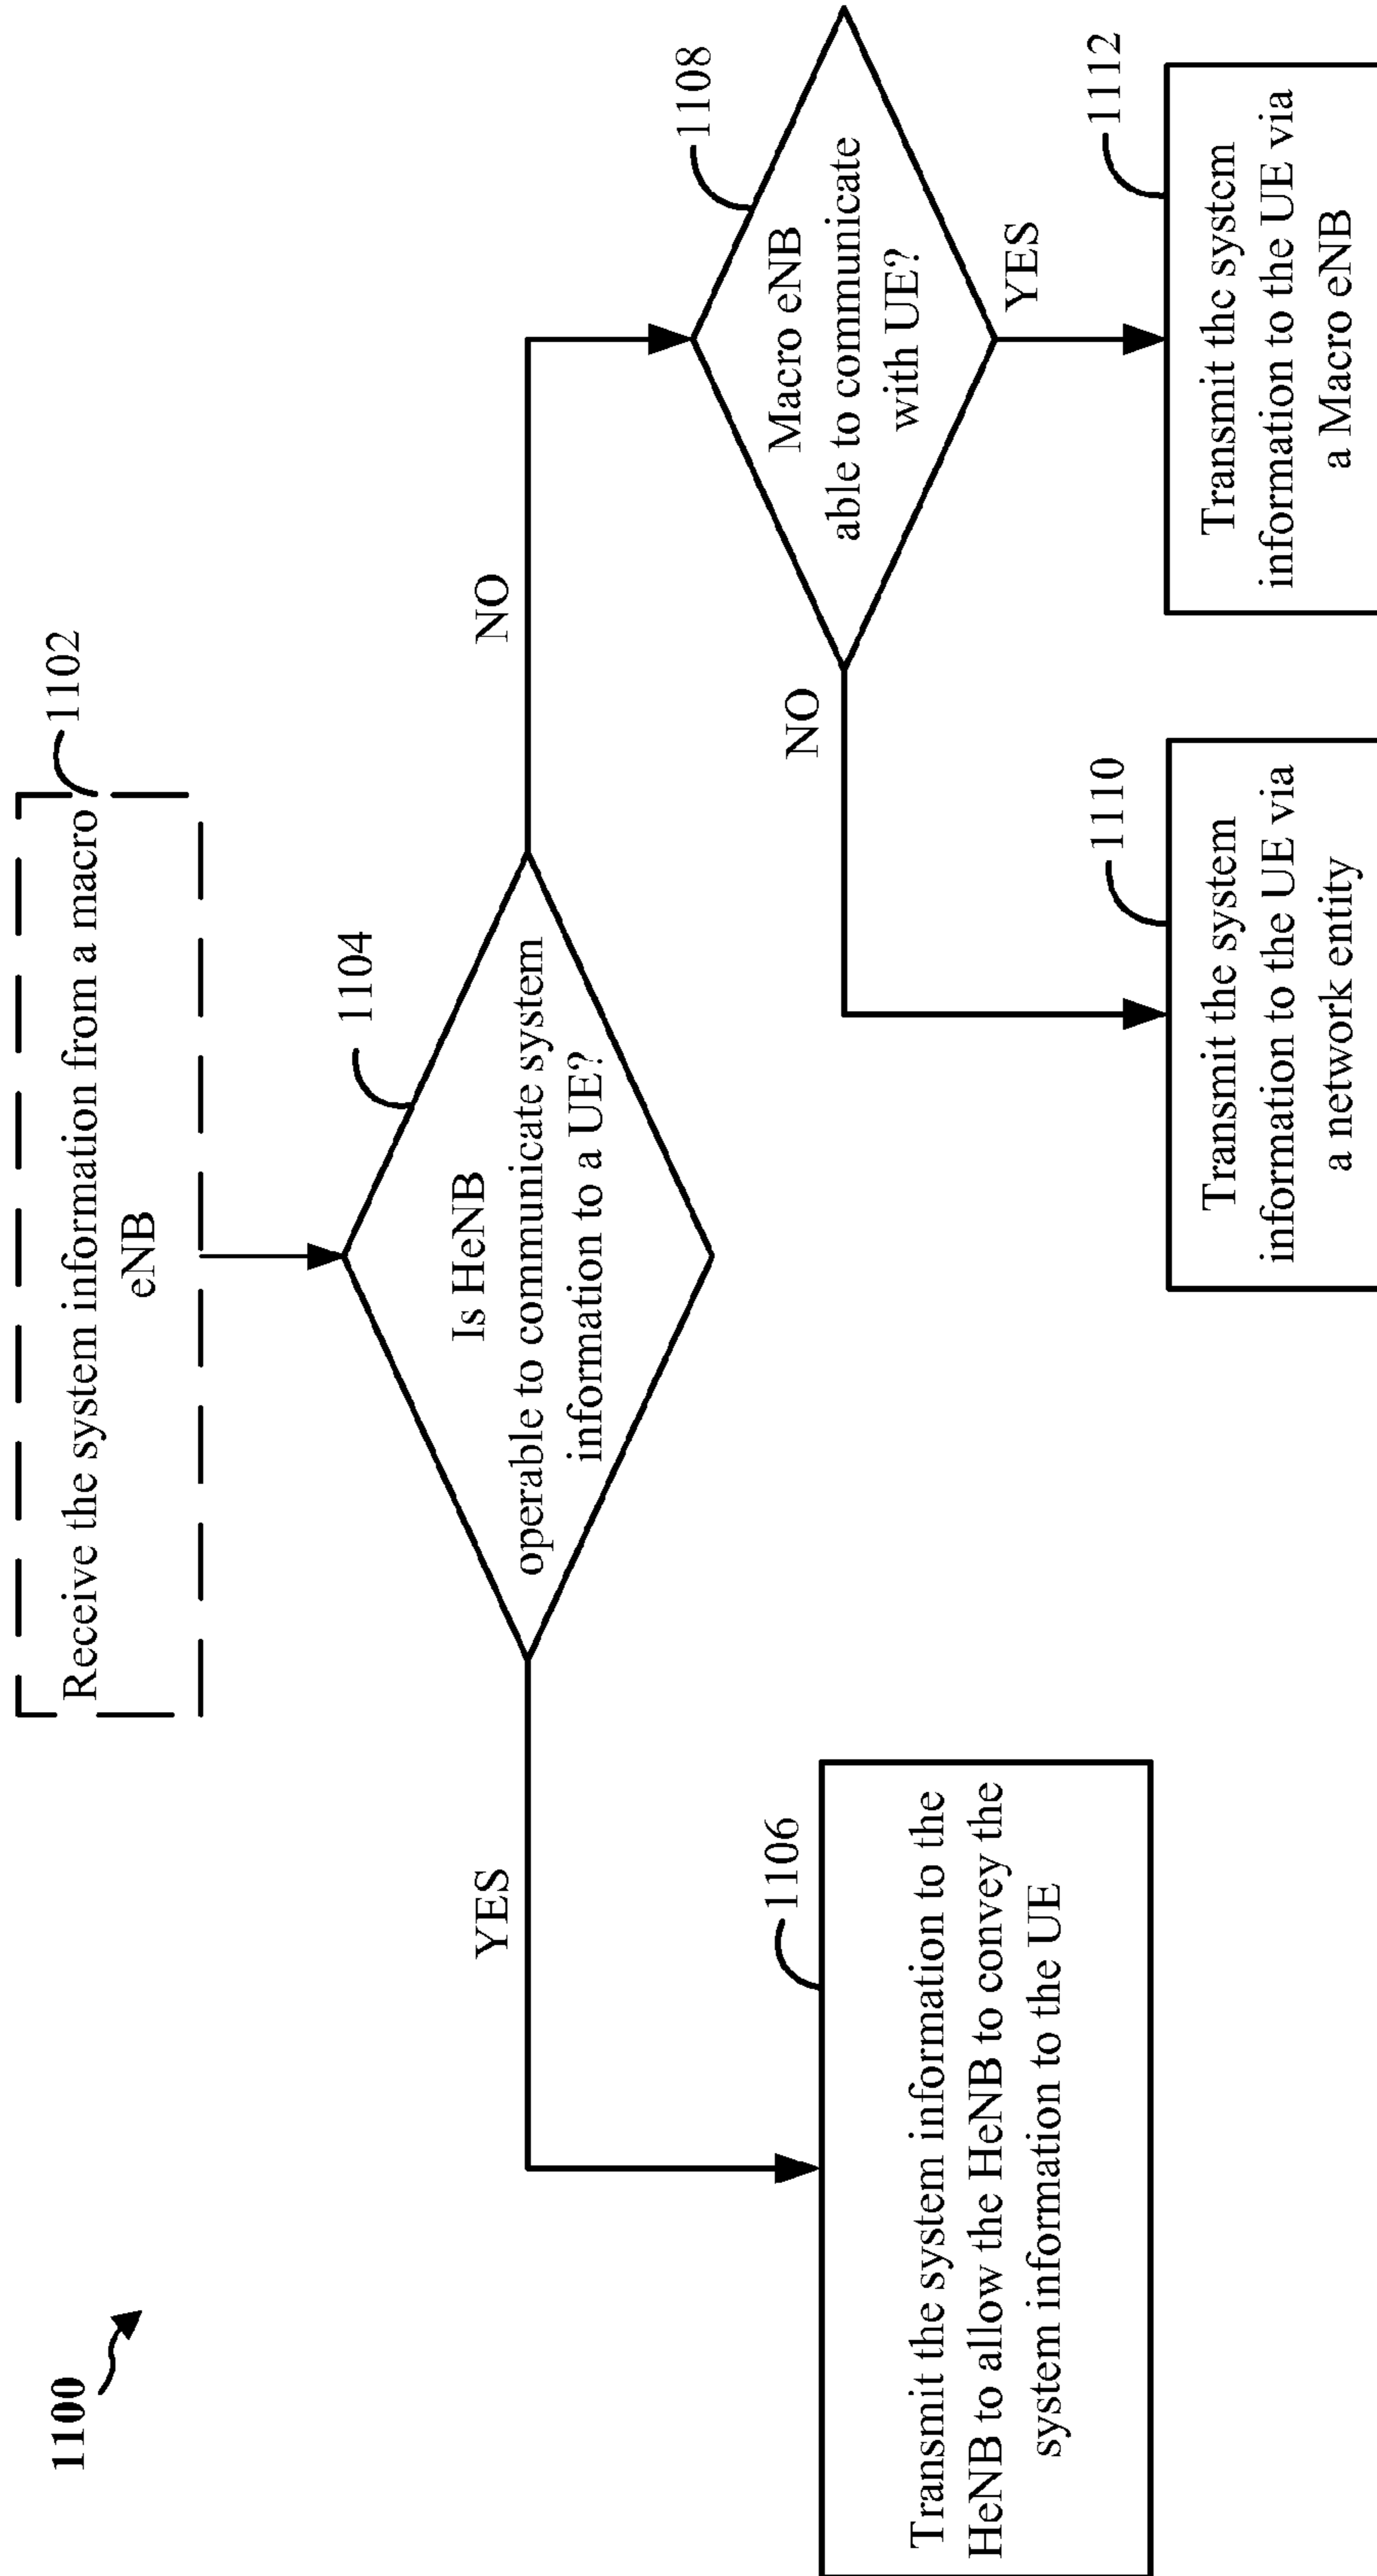 1100
1102
Receive the system information from a macro
eNB
1104
Is HeNB
operable to communicate system
information to a UE?
YES
NO
1106
Transmit the system information to the
HeNB to allow the HeNB to convey the
system information to the UE
1108
Macro eNB
able to communicate
with UE?
NO
YES
1110
Transmit the system
information to the UE via
a network entity
1112
Transmit the system
information to the UE via
a Macro eNB